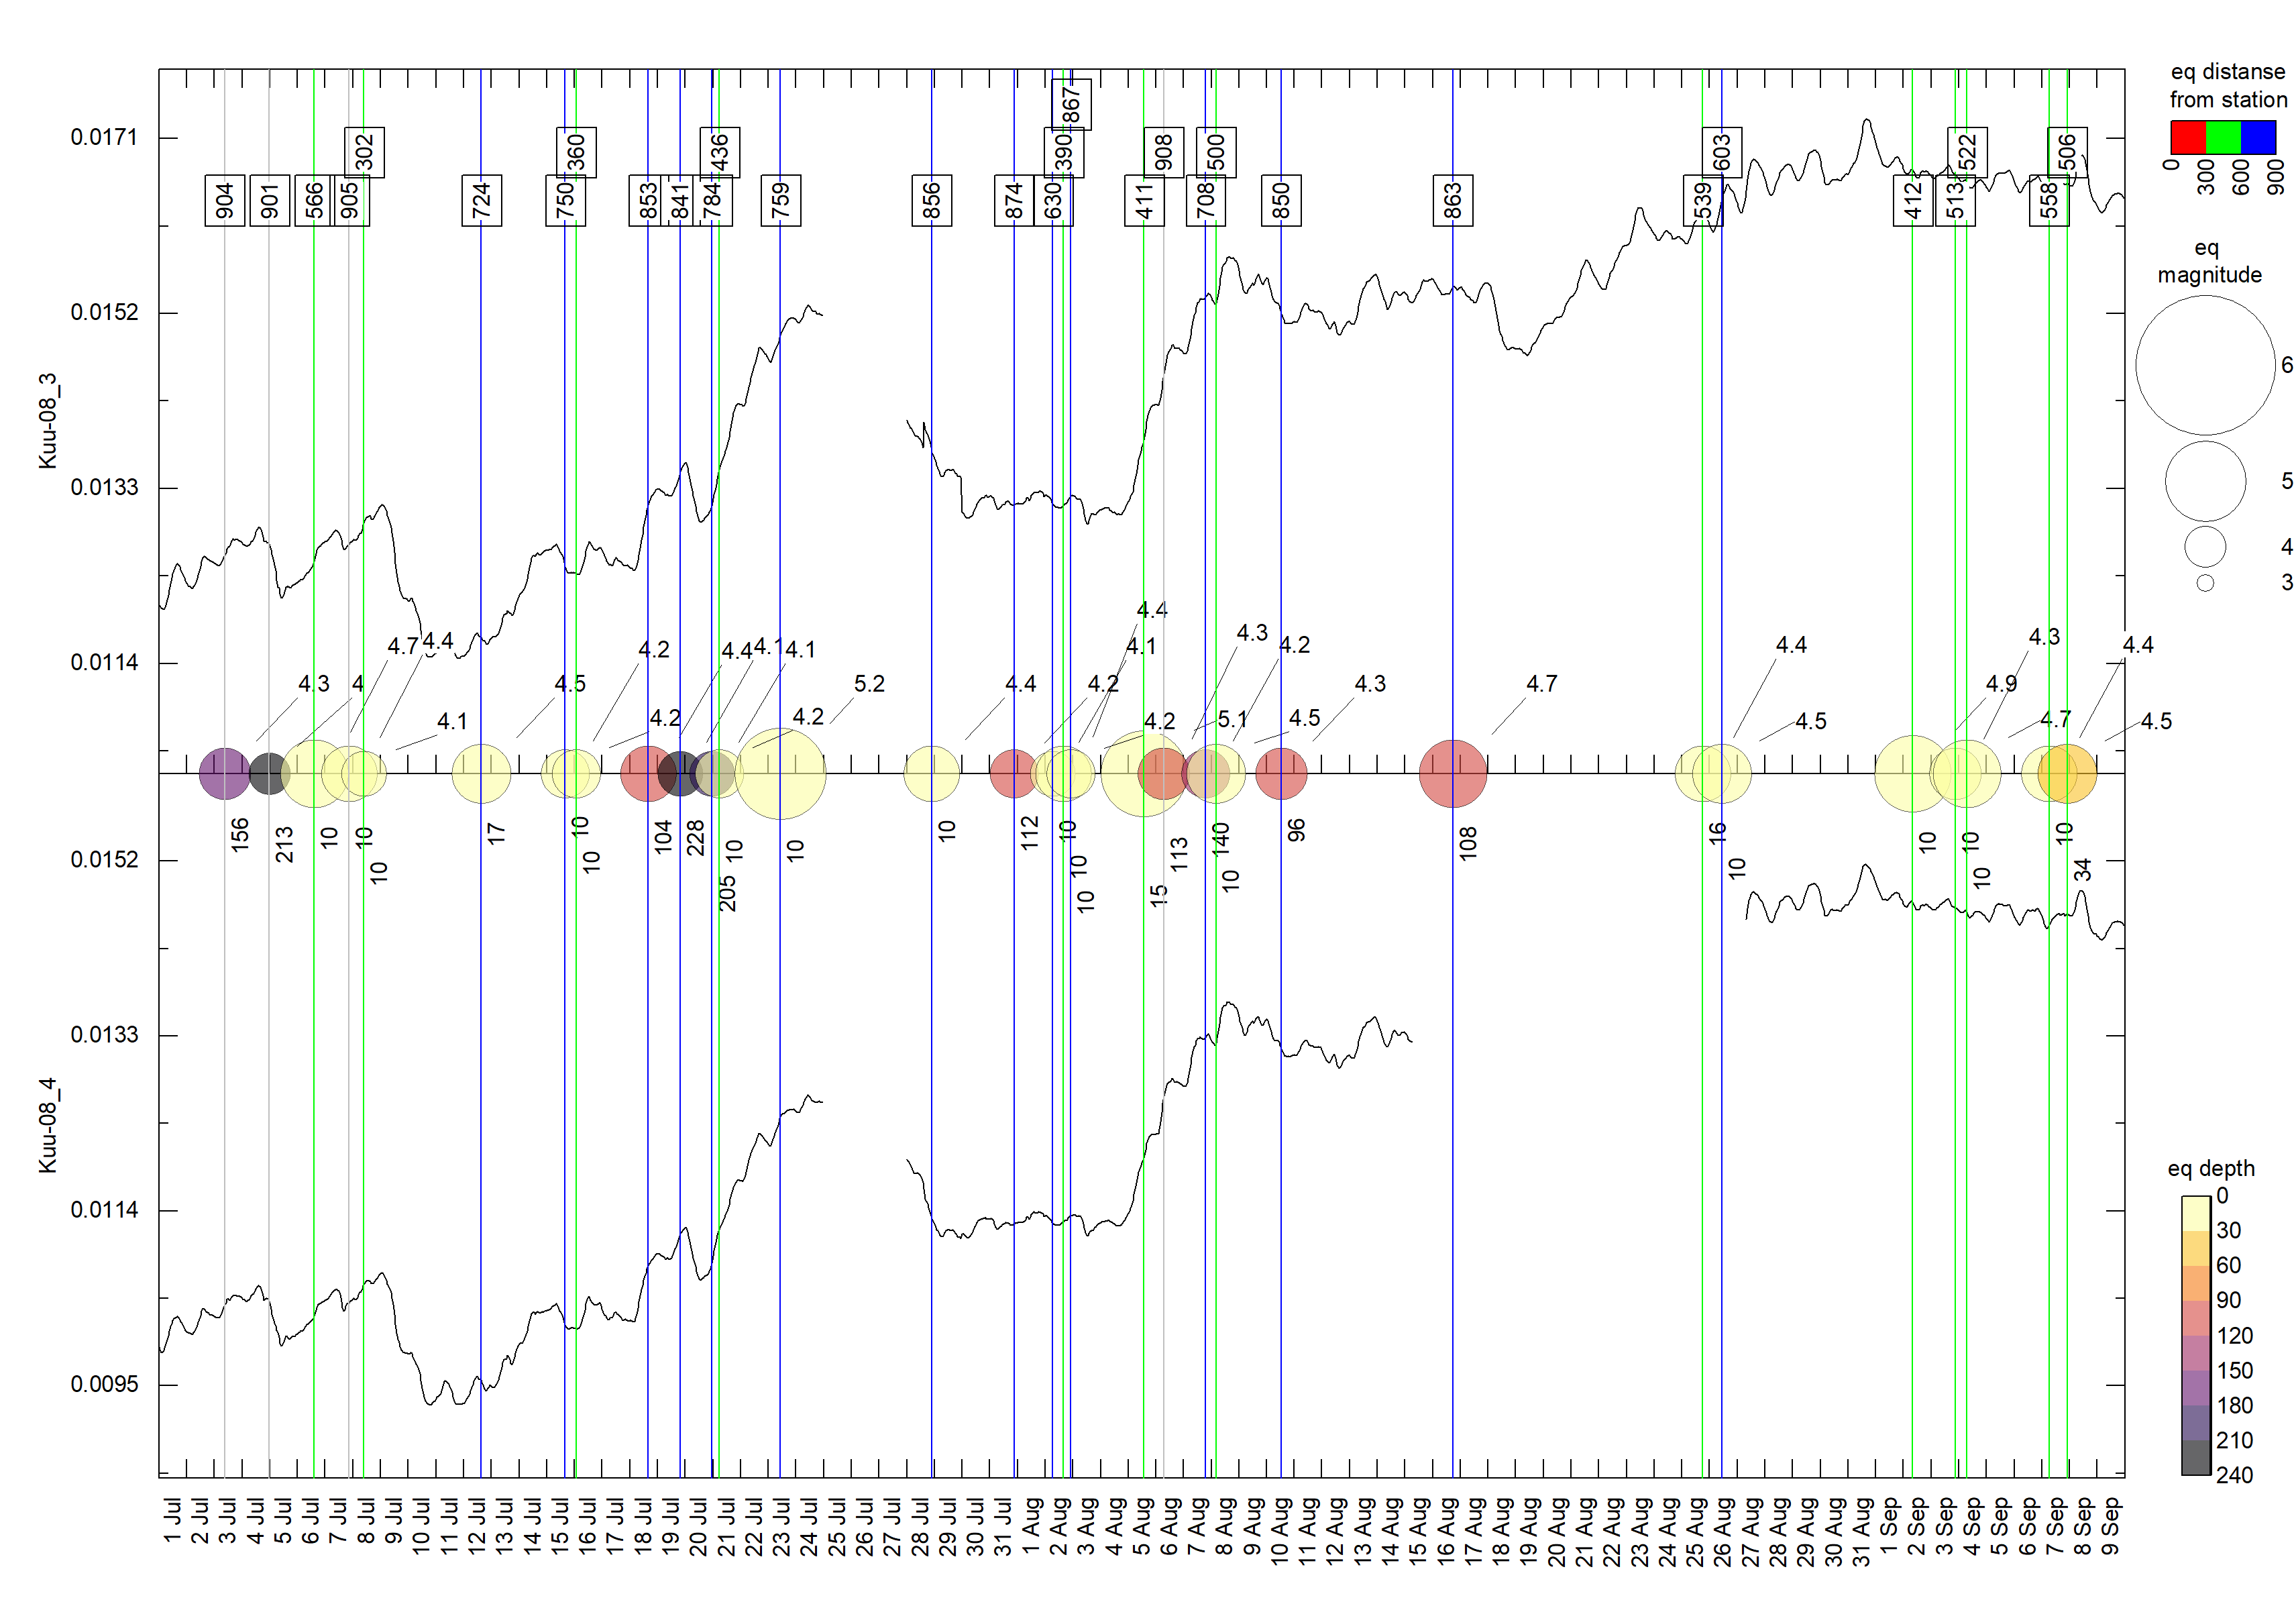 eq distanse
from station
0
300
600
900
eq
magnitude
6
5
4
3
867
302
360
436
390
908
500
603
522
506
904
901
566
905
724
750
853
841
784
759
856
874
630
411
708
850
863
539
412
513
558
0.0171
0.0152
0.0133
0.0114
Kuu-08_3
4.4
4.7
4.4
4.2
4.4
4.1
4.1
4.1
4.3
4.2
4.4
4.3
4.4
4.3
4
4.5
5.2
4.4
4.2
4.3
4.7
4.9
4.1
4.2
4.2
4.2
5.1
4.5
4.5
4.7
4.5
156
213
10
10
10
17
10
10
104
228
205
10
10
10
112
10
10
10
15
113
140
10
96
108
16
10
10
10
10
10
34
0.0152
0.0133
0.0114
0.0095
Kuu-08_4
eq depth
0
30
60
90
120
150
180
210
240
1 Jul
2 Jul
3 Jul
4 Jul
5 Jul
6 Jul
7 Jul
8 Jul
9 Jul
10 Jul
11 Jul
12 Jul
13 Jul
14 Jul
15 Jul
16 Jul
17 Jul
18 Jul
19 Jul
20 Jul
21 Jul
22 Jul
23 Jul
24 Jul
25 Jul
26 Jul
27 Jul
28 Jul
29 Jul
30 Jul
31 Jul
1 Aug
2 Aug
3 Aug
4 Aug
5 Aug
6 Aug
7 Aug
8 Aug
9 Aug
10 Aug
11 Aug
12 Aug
13 Aug
14 Aug
15 Aug
16 Aug
17 Aug
18 Aug
19 Aug
20 Aug
21 Aug
22 Aug
23 Aug
24 Aug
25 Aug
26 Aug
27 Aug
28 Aug
29 Aug
30 Aug
31 Aug
1 Sep
2 Sep
3 Sep
4 Sep
5 Sep
6 Sep
7 Sep
8 Sep
9 Sep